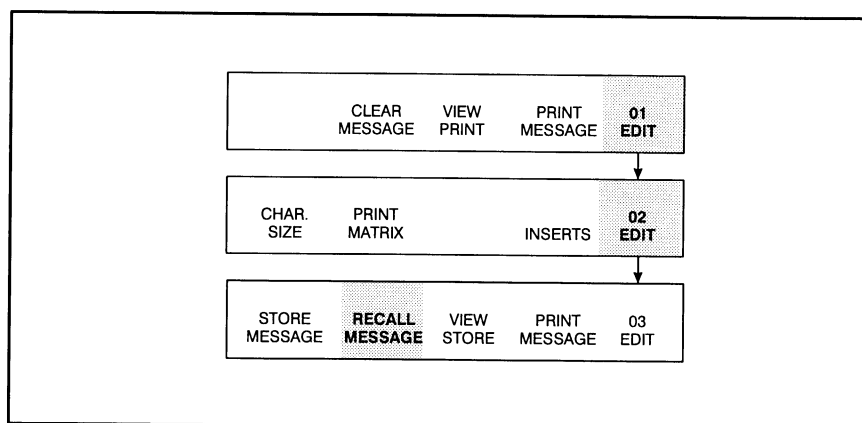 CLEAR VIEW PRINT 01
MESSAGE PRINT MESSAGE EDIT
CHAR. PRINT 02
SIZE MATRIX INSERTS EDIT
STORE RECALL VIEW PRINT 03
MESSAGE MESSAGE STORE MESSAGE EDIT